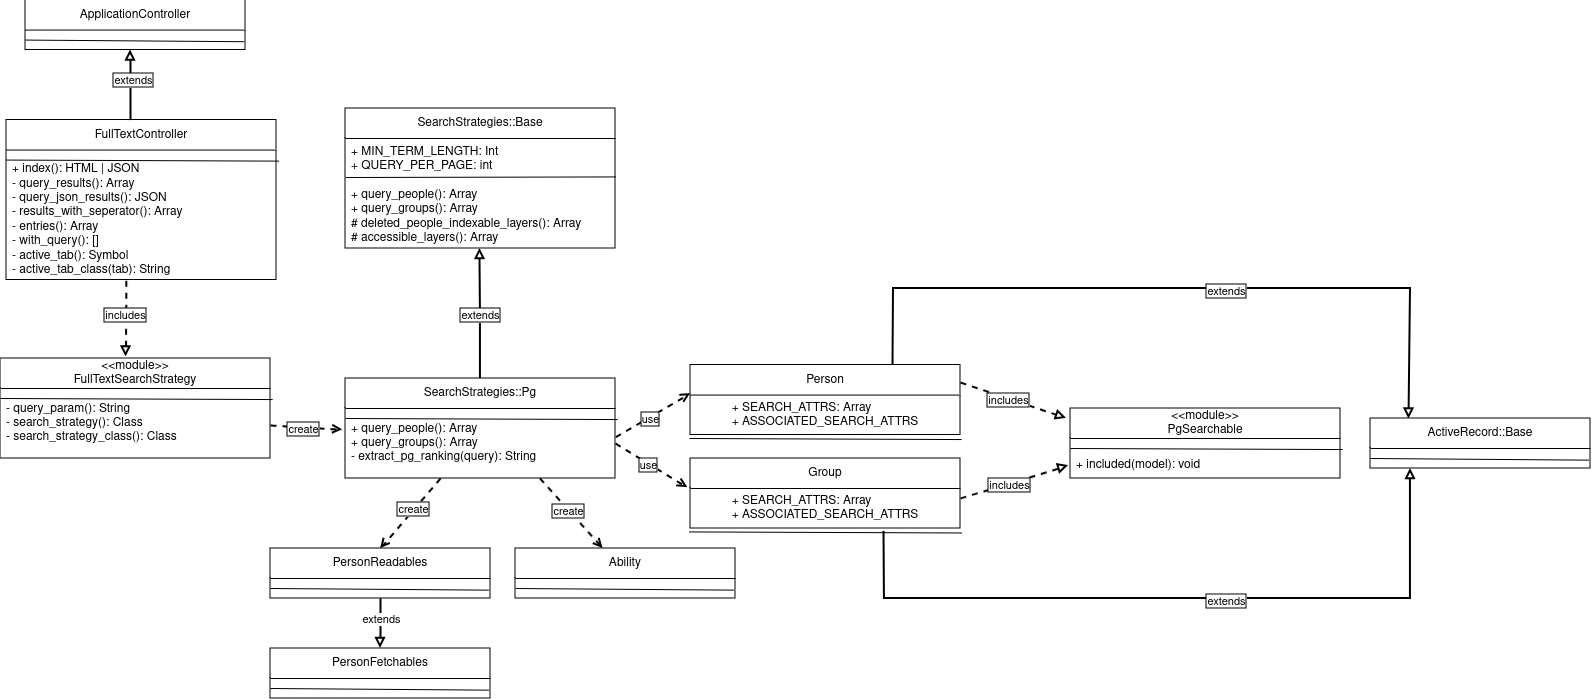 ApplicationController
extends
FullTextController
+ index(): HTML | JSON
- query_results(): Array
- query_json_results(): JSON
- results_with_seperator(): Array
- entries(): Array
- with_query(): []
- active_tab(): Symbol
- active_tab_class(tab): String
includes
<<module>>
FullTextSearchStrategy
- query_param(): String
- search_strategy(): Class
- search_strategy_class(): Class
create
SearchStrategies::Base
+ MIN_TERM_LENGTH: Int
+ QUERY_PER_PAGE: int
+ query_people(): Array
+ query_groups(): Array
# deleted_people_indexable_layers(): Array
# accessible_layers(): Array
extends
SearchStrategies::Pg
+ query_people(): Array
+ query_groups(): Array
- extract_pg_ranking(query): String
create
create
PersonReadables
Ability
extends
PersonFetchables
use
use
Person
+ SEARCH_ATTRS: Array
+ ASSOCIATED_SEARCH_ATTRS
Group
+ SEARCH_ATTRS: Array
+ ASSOCIATED_SEARCH_ATTRS
includes
includes
<<module>>
PgSearchable
+ included(model): void
extends
ActiveRecord::Base
extends